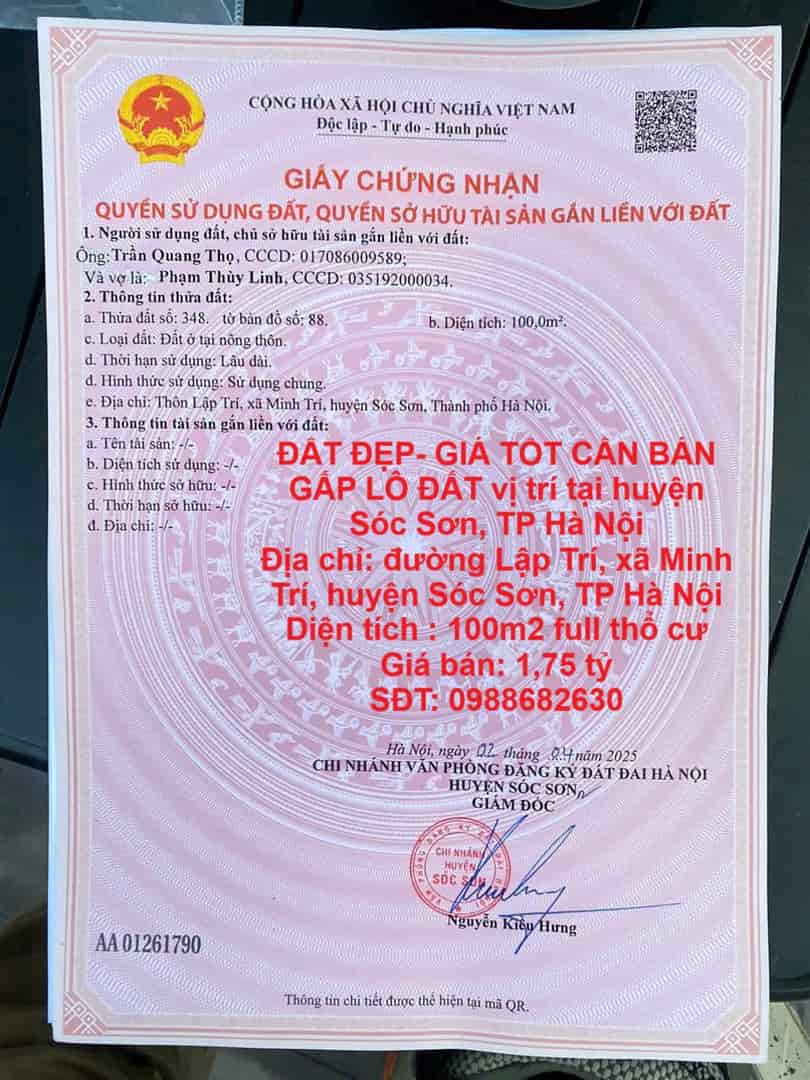 CỘNG HÒA XÃ HỘI CHỦ NGHĨA VIỆT NAM
Độc lập - Tự do - Hạnh phúc
GIẤY CHỨNG NHẬN
QUYỀN SỬ DỤNG ĐẤT, QUYỀN SỞ HỮU TÀI SẢN GẮN LIỀN VỚI ĐẤT
1. Người sử dụng đất, chủ sở hữu tài sản gắn liền với đất:
Ông: Trần Quang Thọ, CCCD: 017086009589;
Và vợ là: Phạm Thùy Linh, CCCD: 035192000034.
2. Thông tin thửa đất:
a. Thửa đất số: 348. tờ bản đồ số: 88. b. Diện tích: 100,0m².
c. Loại đất: Đất ở tại nông thôn.
d. Thời hạn sử dụng: Lâu dài.
đ. Hình thức sử dụng: Sử dụng chung.
e. Địa chỉ: Thôn Lập Trí, xã Minh Trí, huyện Sóc Sơn, Thành phố Hà Nội.
3. Thông tin tài sản gắn liền với đất:
a. Tên tài sản: -/-
b. Diện tích sử dụng: -/-
c. Hình thức sở hữu: -/-
d. Thời hạn sở hữu: -/-
đ. Địa chỉ: -/-
ĐẤT ĐẸP- GIÁ TỐT CẦN BÁN
GẤP LÔ ĐẤT vị trí tại huyện
Sóc Sơn, TP Hà Nội
Địa chỉ: đường Lập Trí, xã Minh
Trí, huyện Sóc Sơn, TP Hà Nội
Diện tích : 100m2 full thổ cư
Giá bán: 1,75 tỷ
SĐT: 0988682630
Hà Nội, ngày 02 tháng 04 năm 2025
CHI NHÁNH VĂN PHÒNG ĐĂNG KÝ ĐẤT ĐAI HÀ NỘI
HUYỆN SÓC SƠN
GIÁM ĐỐC
CHI NHÁNH
HUYỆN
SÓC SƠN
Nguyễn Kiều Hưng
AA 01261790
Thông tin chi tiết được thể hiện tại mã QR.